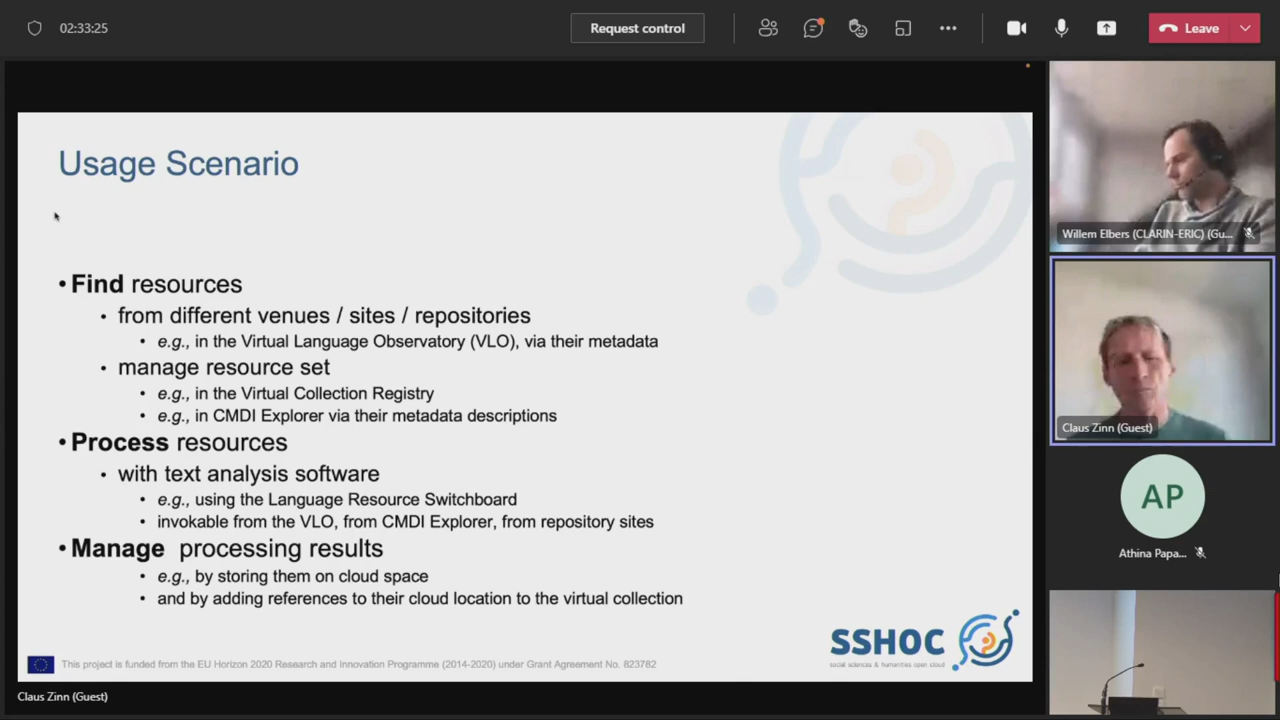 02:33:25
Request control
Leave
Usage Scenario
• Find resources
• from different venues / sites / repositories
• e.g., in the Virtual Language Observatory (VLO), via their metadata
• manage resource set
• e.g., in the Virtual Collection Registry
• e.g., in CMDI Explorer via their metadata descriptions
• Process resources
• with text analysis software
• e.g., using the Language Resource Switchboard
• invokable from the VLO, from CMDI Explorer, from repository sites
• Manage processing results
• e.g., by storing them on cloud space
• and by adding references to their cloud location to the virtual collection
SSHOC
social sciences & humanities open cloud
This project is funded from the EU Horizon 2020 Research and Innovation Programme (2014-2020) under Grant Agreement No. 823782
Claus Zinn (Guest)
Willem Elbers (CLARIN-ERIC) (Gu...
Claus Zinn (Guest)
AP
Athina Papa...